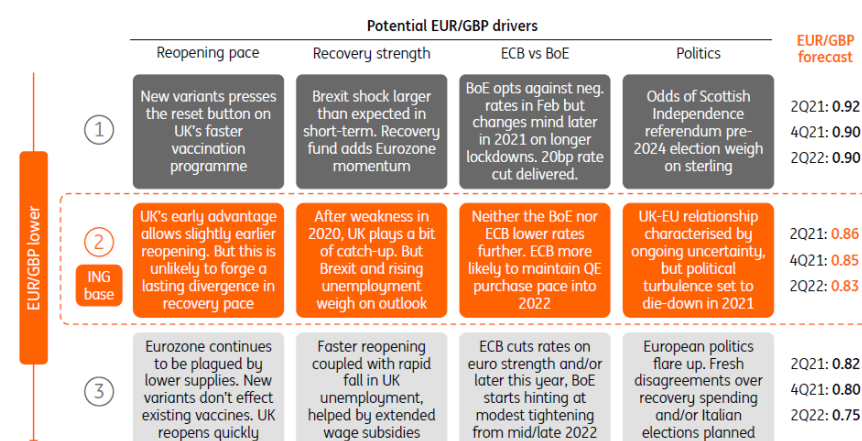 Potential EUR/GBP drivers
Reopening pace
Recovery strength
ECB vs BoE
Politics
EUR/GBP
forecast
EUR/GBP lower
1
New variants presses
the reset button on
UK's faster
vaccination
programme
Brexit shock larger
than expected in
short-term. Recovery
fund adds Eurozone
momentum
BoE opts against neg.
rates in Feb but
changes mind later
in 2021 on longer
lockdowns. 20bp rate
cut delivered.
Odds of Scottish
Independence
referendum pre-
2024 election weigh
on sterling
2Q21: 0.92
4Q21: 0.90
2Q22: 0.90
2
ING
base
UK's early advantage
allows slightly earlier
reopening. But this is
unlikely to forge a
lasting divergence in
recovery pace
After weakness in
2020, UK plays a bit
of catch-up. But
Brexit and rising
unemployment
weigh on outlook
Neither the BoE nor
ECB lower rates
further. ECB more
likely to maintain QE
purchase pace into
2022
UK-EU relationship
characterised by
ongoing uncertainty,
but political
turbulence set to
die-down in 2021
2Q21: 0.86
4Q21: 0.85
2Q22: 0.83
3
Eurozone continues
to be plagued by
lower supplies. New
variants don't effect
existing vaccines. UK
reopens quickly
Faster reopening
coupled with rapid
fall in UK
unemployment,
helped by extended
wage subsidies
ECB cuts rates on
euro strength and/or
later this year, BoE
starts hinting at
modest tightening
from mid/late 2022
European politics
flare up. Fresh
disagreements over
recovery spending
and/or Italian
elections planned
2Q21: 0.82
4Q21: 0.80
2Q22: 0.75